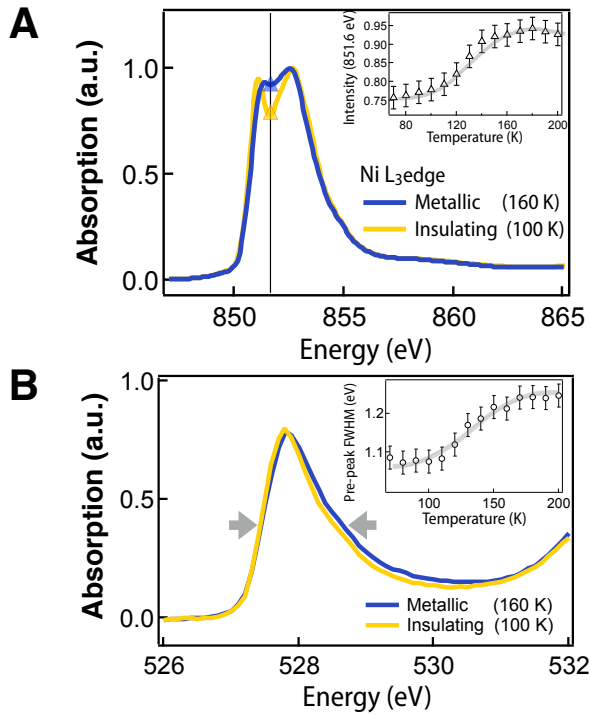 A
Absorption (a.u.)
1.0
0.5
0.0
850
855
860
865
Energy (eV)
Ni L₃edge
Metallic (160 K)
Insulating (100 K)
Intensity (851.6 eV)
0.95
0.90
0.85
0.80
0.75
80
120
160
200
Temperature (K)
B
Absorption (a.u.)
1.0
0.5
0.0
526
528
530
532
Energy (eV)
Metallic (160 K)
Insulating (100 K)
Pre-peak FWHM (eV)
1.2
1.1
100
150
200
Temperature (K)